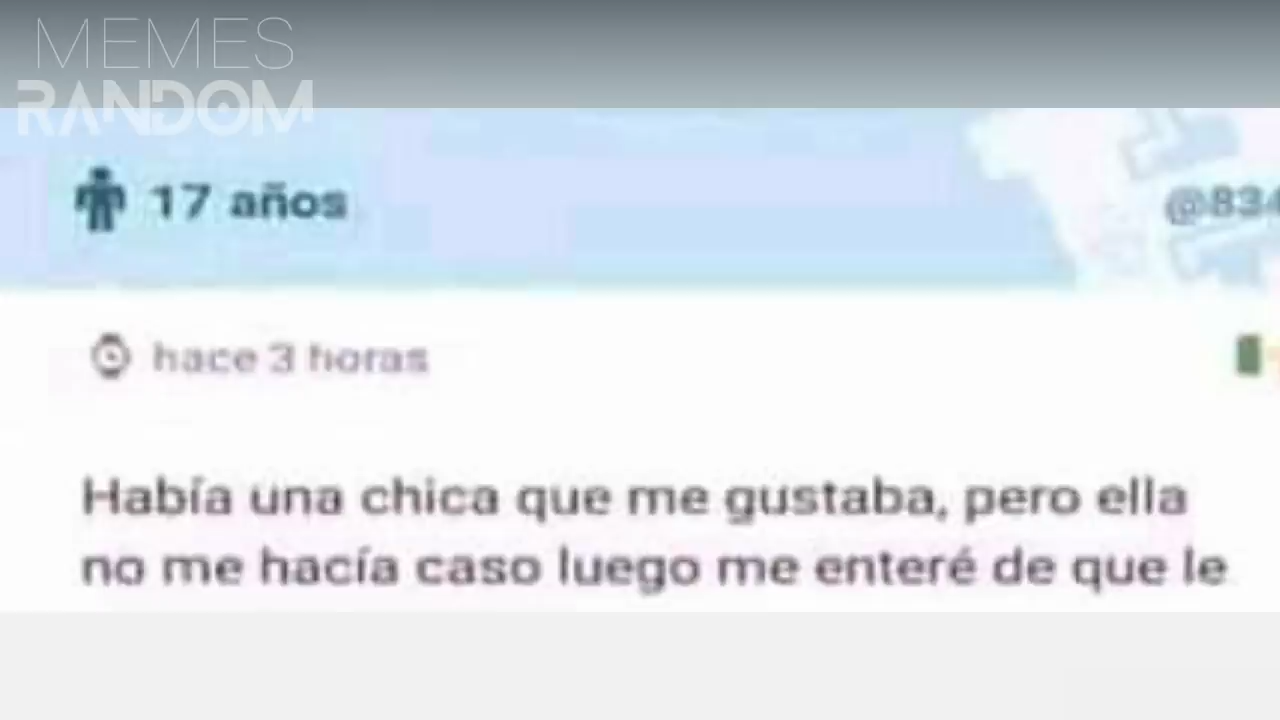 MEMES
RANDOM
17 años
@834
hace 3 horas
Había una chica que me gustaba, pero ella
no me hacía caso luego me enteré de que le